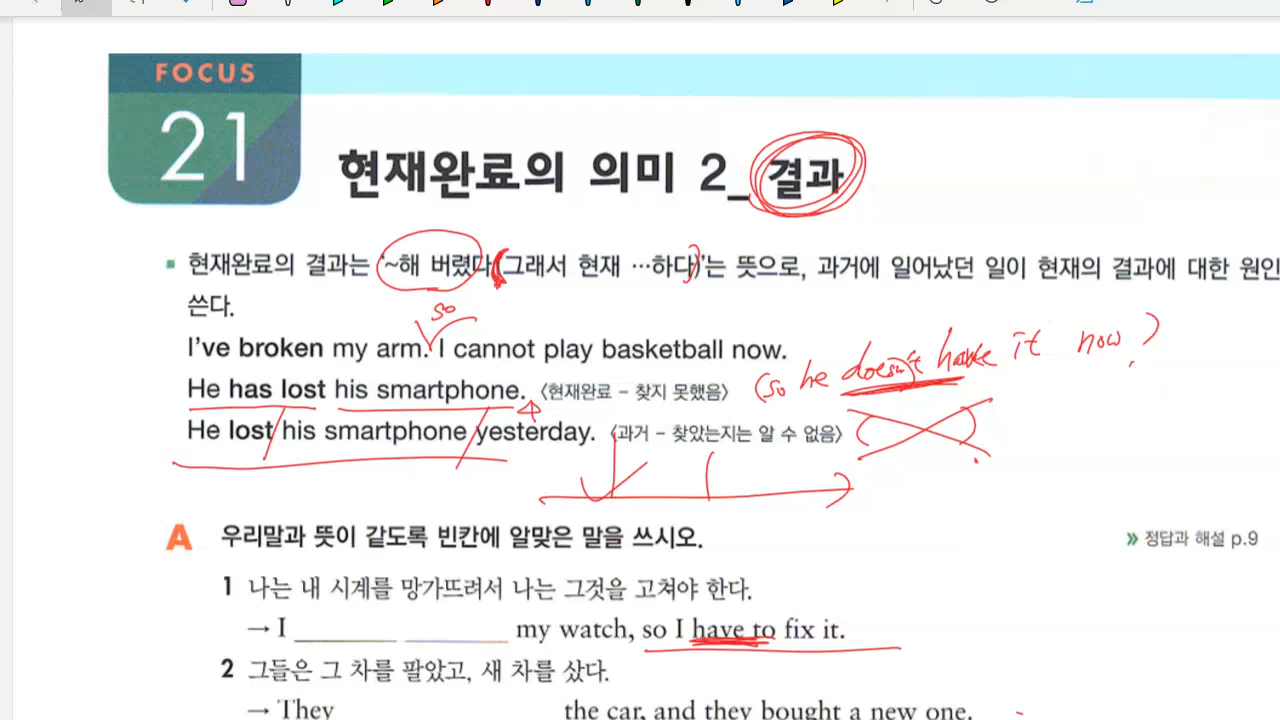 FOCUS
21
현재완료의 의미 2_ 결과
현재완료의 결과는 ‘~해 버렸다(그래서 현재 …하다)’는 뜻으로, 과거에 일어났던 일이 현재의 결과에 대한 원인
쓴다.
so
I’ve broken my arm. I cannot play basketball now.
(so he doesn't have it now)
He has lost his smartphone. 〈현재완료 – 찾지 못했음〉
He lost his smartphone yesterday. 〈과거 – 찾았는지는 알 수 없음〉
A 우리말과 뜻이 같도록 빈칸에 알맞은 말을 쓰시오.
» 정답과 해설 p.9
1 나는 내 시계를 망가뜨려서 나는 그것을 고쳐야 한다.
→ I ________ ________ my watch, so I have to fix it.
2 그들은 그 차를 팔았고, 새 차를 샀다.
→ They the car, and they bought a new one.